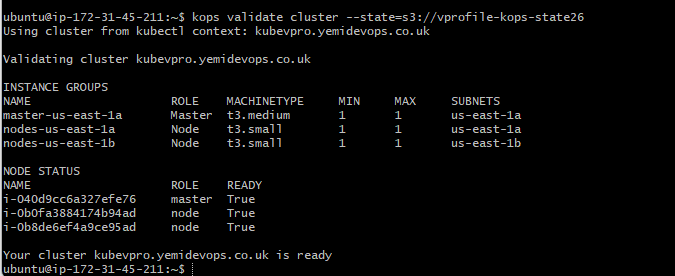 ubuntu@ip-172-31-45-211:~$ kops validate cluster --state=s3://vprofile-kops-state26
Using cluster from kubectl context: kubevpro.yemidevops.co.uk
Validating cluster kubevpro.yemidevops.co.uk
INSTANCE GROUPS
NAME ROLE MACHINETYPE MIN MAX SUBNETS
master-us-east-1a Master t3.medium 1 1 us-east-1a
nodes-us-east-1a Node t3.small 1 1 us-east-1a
nodes-us-east-1b Node t3.small 1 1 us-east-1b
NODE STATUS
NAME ROLE READY
i-040d9cc6a327efe76 master True
i-0b0fa3884174b94ad node True
i-0b8de6ef4a9ce95ad node True
Your cluster kubevpro.yemidevops.co.uk is ready
ubuntu@ip-172-31-45-211:~$